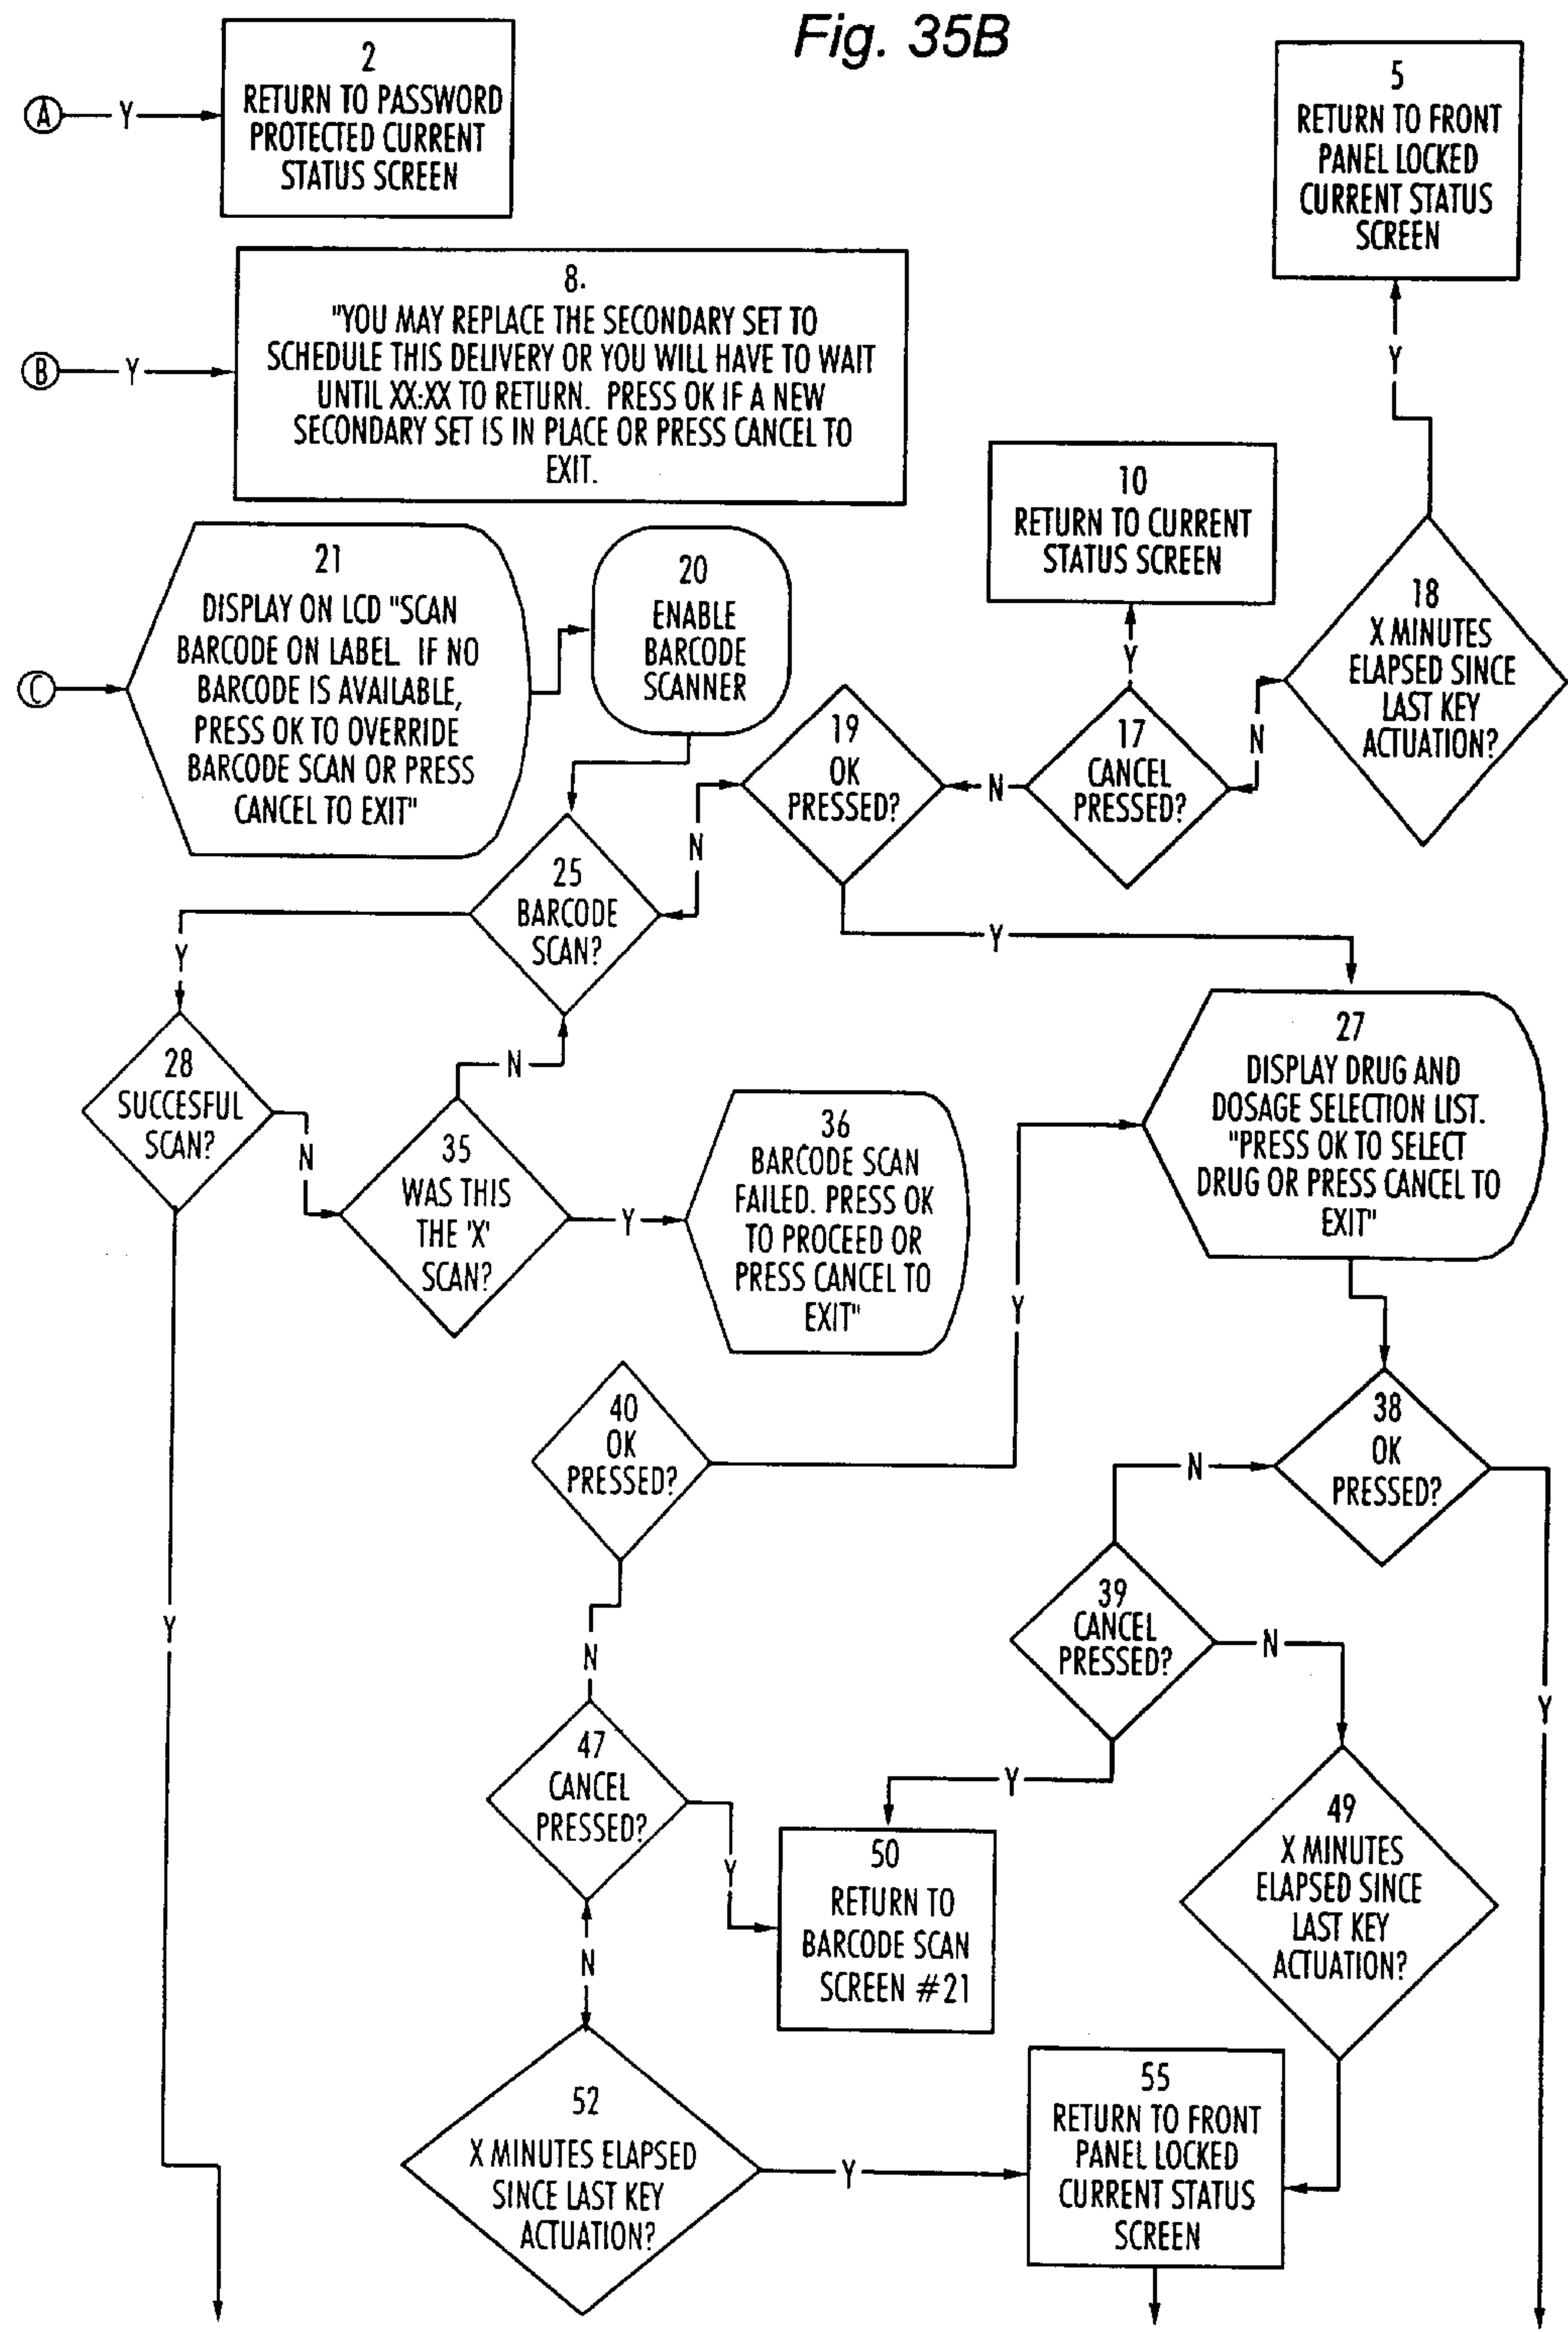 Fig. 35B
A
Y
2
RETURN TO PASSWORD
PROTECTED CURRENT
STATUS SCREEN
5
RETURN TO FRONT
PANEL LOCKED
CURRENT STATUS
SCREEN
Y
B
Y
8.
"YOU MAY REPLACE THE SECONDARY SET TO
SCHEDULE THIS DELIVERY OR YOU WILL HAVE TO WAIT
UNTIL XX:XX TO RETURN. PRESS OK IF A NEW
SECONDARY SET IS IN PLACE OR PRESS CANCEL TO
EXIT.
10
RETURN TO CURRENT
STATUS SCREEN
Y
C
21
DISPLAY ON LCD "SCAN
BARCODE ON LABEL. IF NO
BARCODE IS AVAILABLE,
PRESS OK TO OVERRIDE
BARCODE SCAN OR PRESS
CANCEL TO EXIT"
20
ENABLE
BARCODE
SCANNER
19
OK
PRESSED?
N
17
CANCEL
PRESSED?
N
18
X MINUTES
ELAPSED SINCE
LAST KEY
ACTUATION?
N
25
BARCODE
SCAN?
Y
Y
28
SUCCESFUL
SCAN?
N
N
35
WAS THIS
THE 'X'
SCAN?
Y
36
BARCODE SCAN
FAILED. PRESS OK
TO PROCEED OR
PRESS CANCEL TO
EXIT"
Y
27
DISPLAY DRUG AND
DOSAGE SELECTION LIST.
"PRESS OK TO SELECT
DRUG OR PRESS CANCEL TO
EXIT"
40
OK
PRESSED?
38
OK
PRESSED?
N
39
CANCEL
PRESSED?
N
Y
Y
N
47
CANCEL
PRESSED?
Y
Y
50
RETURN TO
BARCODE SCAN
SCREEN #21
49
X MINUTES
ELAPSED SINCE
LAST KEY
ACTUATION?
N
52
X MINUTES ELAPSED
SINCE LAST KEY
ACTUATION?
Y
55
RETURN TO FRONT
PANEL LOCKED
CURRENT STATUS
SCREEN